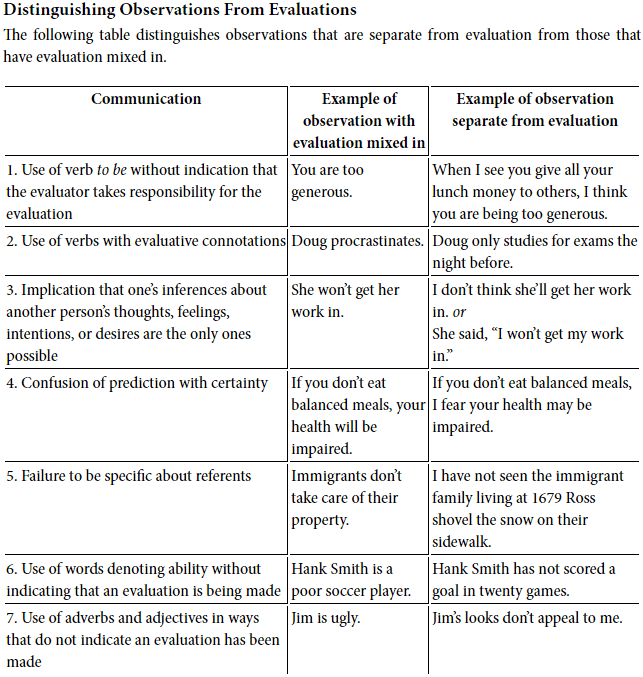 Distinguishing Observations From Evaluations
The following table distinguishes observations that are separate from evaluation from those that
have evaluation mixed in.
Communication
Example of
observation with
evaluation mixed in
Example of observation
separate from evaluation
1. Use of verb to be without indication that
the evaluator takes responsibility for the
evaluation
You are too
generous.
When I see you give all your
lunch money to others, I think
you are being too generous.
2. Use of verbs with evaluative connotations
Doug procrastinates.
Doug only studies for exams the
night before.
3. Implication that one’s inferences about
another person’s thoughts, feelings,
intentions, or desires are the only ones
possible
She won’t get her
work in.
I don’t think she’ll get her work
in. or
She said, “I won’t get my work
in.”
4. Confusion of prediction with certainty
If you don’t eat
balanced meals, your
health will be
impaired.
If you don’t eat balanced meals,
I fear your health may be
impaired.
5. Failure to be specific about referents
Immigrants don’t
take care of their
property.
I have not seen the immigrant
family living at 1679 Ross
shovel the snow on their
sidewalk.
6. Use of words denoting ability without
indicating that an evaluation is being made
Hank Smith is a
poor soccer player.
Hank Smith has not scored a
goal in twenty games.
7. Use of adverbs and adjectives in ways
that do not indicate an evaluation has been
made
Jim is ugly.
Jim’s looks don’t appeal to me.